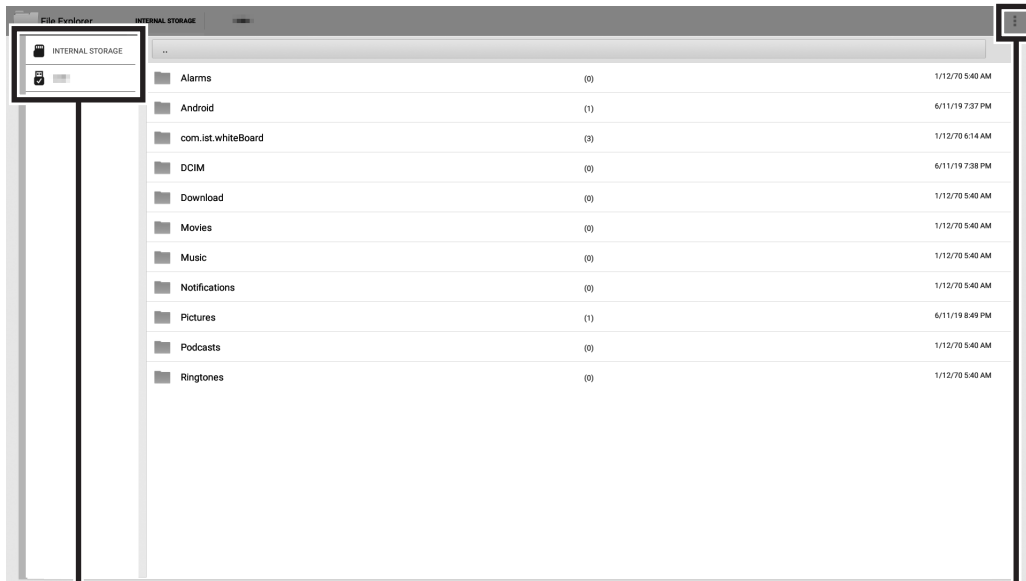 File Explorer INTERNAL STORAGE
INTERNAL STORAGE
..
Alarms (0) 1/12/70 5:40 AM
Android (1) 6/11/19 7:37 PM
com.ist.whiteBoard (3) 1/12/70 6:14 AM
DCIM (0) 6/11/19 7:38 PM
Download (0) 1/12/70 5:40 AM
Movies (0) 1/12/70 5:40 AM
Music (0) 1/12/70 5:40 AM
Notifications (0) 1/12/70 5:40 AM
Pictures (1) 6/11/19 8:49 PM
Podcasts (0) 1/12/70 5:40 AM
Ringtones (0) 1/12/70 5:40 AM